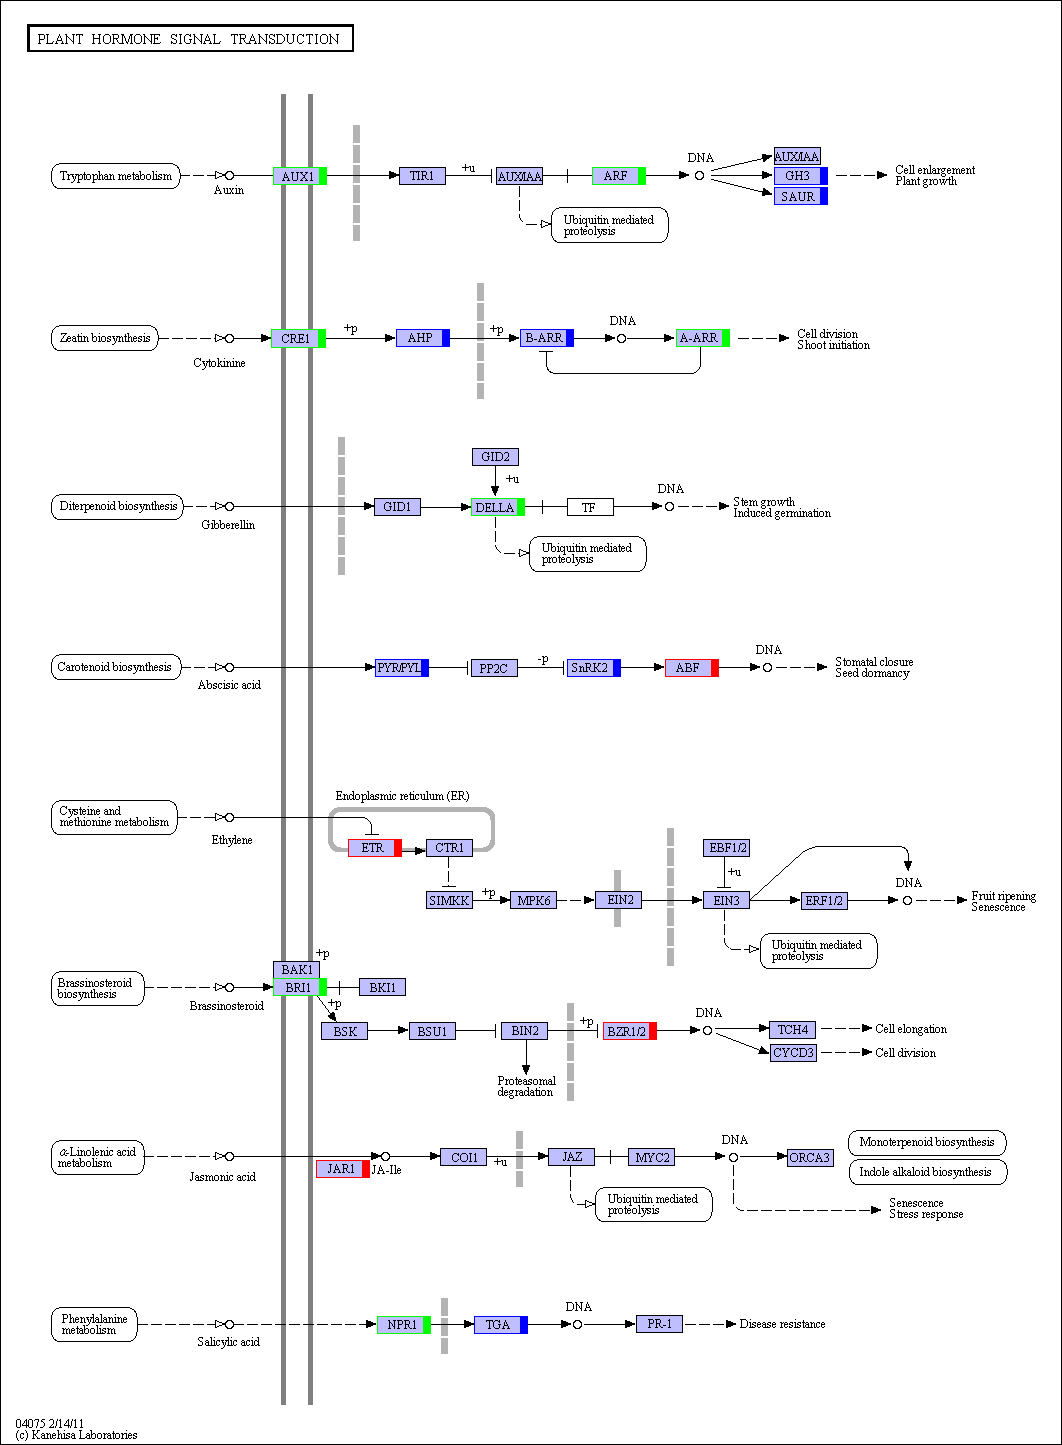 PLANT HORMONE SIGNAL TRANSDUCTION
Tryptophan metabolism
Auxin
AUX1
TIR1
+u
AUX/IAA
ARF
DNA
AUX/IAA
GH3
SAUR
Cell enlargement
Plant growth
Ubiquitin mediated
proteolysis
Zeatin biosynthesis
Cytokinine
CRE1
+p
AHP
+p
B-ARR
DNA
A-ARR
Cell division
Shoot initiation
GID2
+u
Diterpenoid biosynthesis
Gibberellin
GID1
DELLA
TF
DNA
Stem growth
Induced germination
Ubiquitin mediated
proteolysis
Carotenoid biosynthesis
Abscisic acid
PYR/PYL
PP2C
-p
SnRK2
ABF
DNA
Stomatal closure
Seed dormancy
Endoplasmic reticulum (ER)
Cysteine and
methionine metabolism
Ethylene
ETR
CTR1
SIMKK
+p
MPK6
EIN2
EBF1/2
+u
EIN3
ERF1/2
DNA
Fruit ripening
Senescence
Ubiquitin mediated
proteolysis
Brassinosteroid
biosynthesis
Brassinosteroid
BAK1
+p
BRI1
BKI1
+p
BSK
BSU1
BIN2
+p
BZR1/2
DNA
TCH4
Cell elongation
CYCD3
Cell division
Proteasomal
degradation
α-Linolenic acid
metabolism
Jasmonic acid
JAR1
JA-Ile
COI1
+u
JAZ
MYC2
DNA
ORCA3
Monoterpenoid biosynthesis
Indole alkaloid biosynthesis
Ubiquitin mediated
proteolysis
Senescence
Stress response
Phenylalanine
metabolism
Salicylic acid
NPR1
TGA
DNA
PR-1
Disease resistance
04075 2/14/11
(c) Kanehisa Laboratories